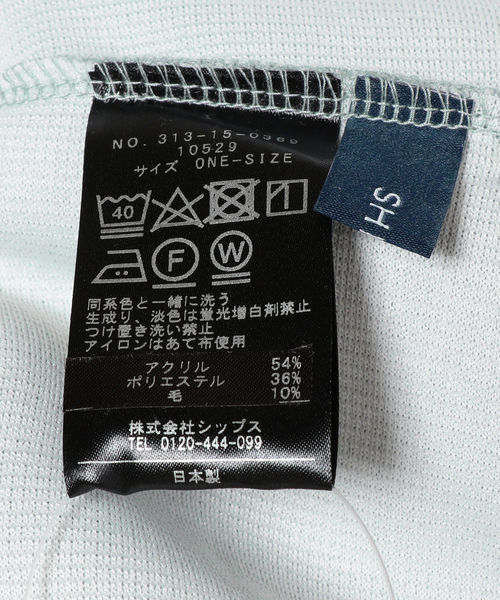 NO. 313-15-0569
10529
サイズ ONE-SIZE
40
F
W
同系色と一緒に洗う
生成り、淡色は蛍光増白剤禁止
つけ置き洗い禁止
アイロンはあて布使用
アクリル 54%
ポリエステル 36%
毛 10%
株式会社シップス
TEL 0120-444-099
日本製
HS